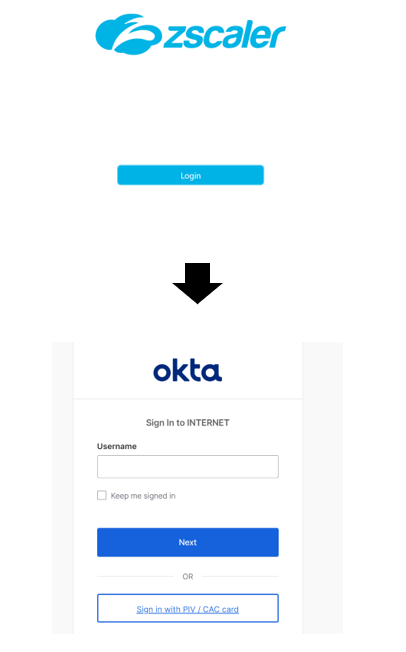 zscaler
Login
okta
Sign In to INTERNET
Username
Keep me signed in
Next
OR
Sign in with PIV / CAC card